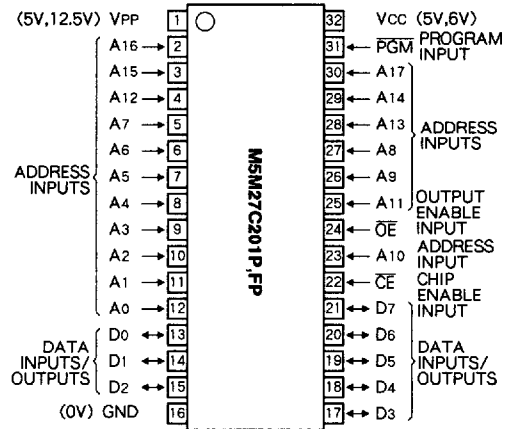 (5V,12.5V) VPP 1 32 VCC (5V,6V)
A16 2 31 PGM PROGRAM INPUT
A15 3 30 A17
A12 4 29 A14
A7 5 28 A13
A6 6 27 A8
A5 7 26 A9
A4 8 25 A11
A3 9 24 OE OUTPUT ENABLE INPUT
A2 10 23 A10 ADDRESS INPUT
A1 11 22 CE CHIP ENABLE INPUT
A0 12 21 D7
D0 13 20 D6
D1 14 19 D5
D2 15 18 D4
(0V) GND 16 17 D3
ADDRESS
INPUTS
DATA
INPUTS/
OUTPUTS
M5M27C201P,FP
ADDRESS
INPUTS
DATA
INPUTS/
OUTPUTS